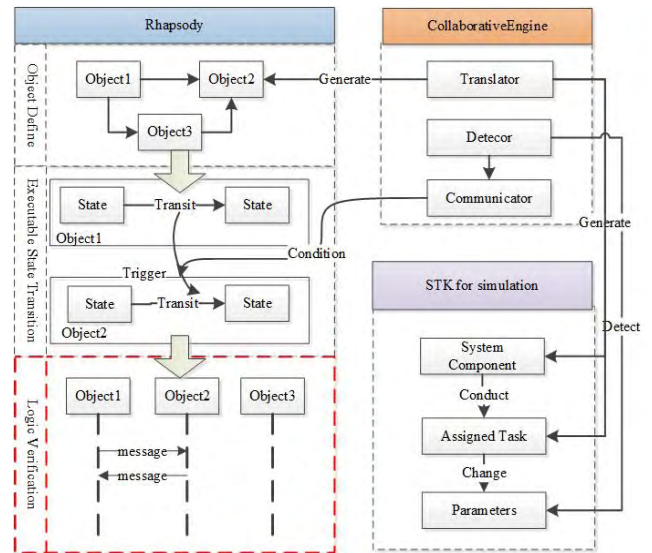 Rhapsody
Object Define
Object1
Object2
Object3
Executable State Transition
State
Transit
State
Object1
Trigger
State
Transit
State
Object2
Logic Verification
Object1
Object2
Object3
message
message
CollaborativeEngine
Generate
Translator
Detecor
Communicator
Condition
Generate
STK for simulation
Detect
System
Component
Conduct
Assigned Task
Change
Parameters